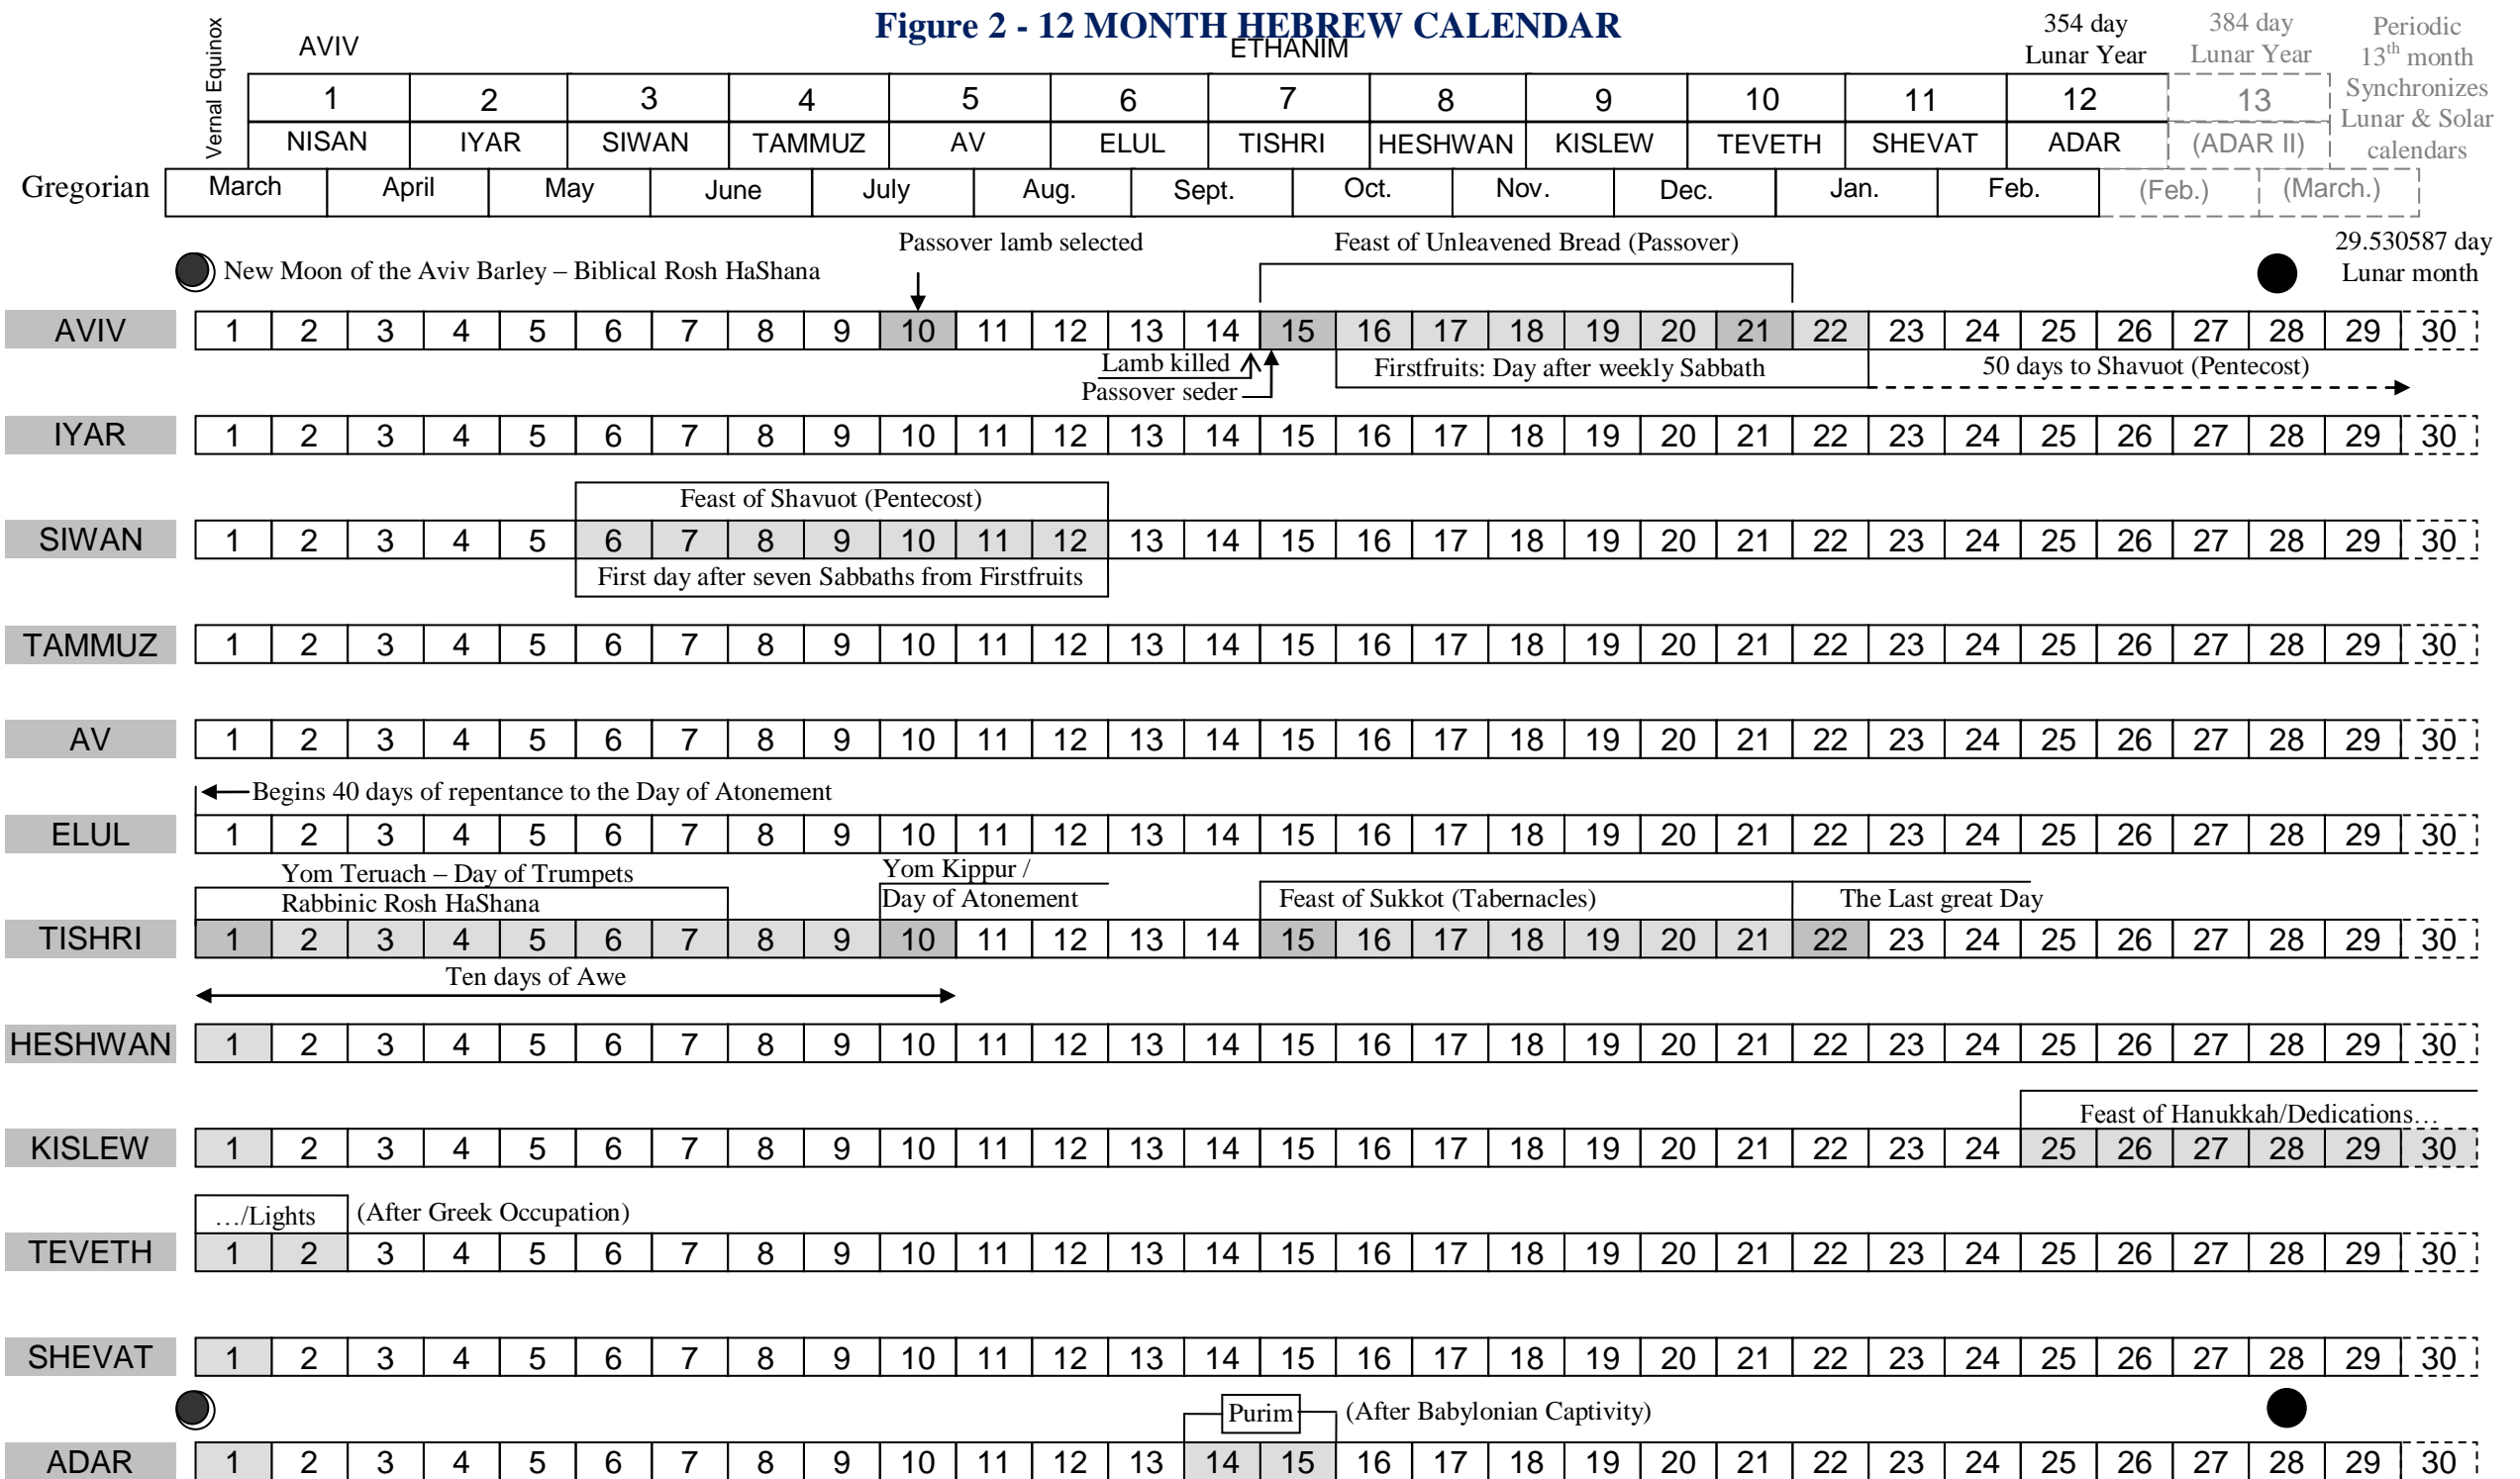 Figure 2 - 12 MONTH HEBREW CALENDAR
Vernal Equinox
AVIV
ETHANIM
354 day
Lunar Year
384 day
Lunar Year
Periodic
13th month
Synchronizes
Lunar & Solar
calendars
1 2 3 4 5 6 7 8 9 10 11 12 13
NISAN IYAR SIWAN TAMMUZ AV ELUL TISHRI HESHWAN KISLEW TEVETH SHEVAT ADAR (ADAR II)
Gregorian March April May June July Aug. Sept. Oct. Nov. Dec. Jan. Feb. (Feb.) (March.)
Passover lamb selected
Feast of Unleavened Bread (Passover)
29.530587 day
Lunar month
New Moon of the Aviv Barley – Biblical Rosh HaShana
AVIV 1 2 3 4 5 6 7 8 9 10 11 12 13 14 15 16 17 18 19 20 21 22 23 24 25 26 27 28 29 30
Lamb killed
Passover seder
Firstfruits: Day after weekly Sabbath
50 days to Shavuot (Pentecost)
IYAR 1 2 3 4 5 6 7 8 9 10 11 12 13 14 15 16 17 18 19 20 21 22 23 24 25 26 27 28 29 30
Feast of Shavuot (Pentecost)
SIWAN 1 2 3 4 5 6 7 8 9 10 11 12 13 14 15 16 17 18 19 20 21 22 23 24 25 26 27 28 29 30
First day after seven Sabbaths from Firstfruits
TAMMUZ 1 2 3 4 5 6 7 8 9 10 11 12 13 14 15 16 17 18 19 20 21 22 23 24 25 26 27 28 29 30
AV 1 2 3 4 5 6 7 8 9 10 11 12 13 14 15 16 17 18 19 20 21 22 23 24 25 26 27 28 29 30
Begins 40 days of repentance to the Day of Atonement
ELUL 1 2 3 4 5 6 7 8 9 10 11 12 13 14 15 16 17 18 19 20 21 22 23 24 25 26 27 28 29 30
Yom Teruach – Day of Trumpets
Rabbinic Rosh HaShana
Yom Kippur /
Day of Atonement
Feast of Sukkot (Tabernacles)
The Last great Day
TISHRI 1 2 3 4 5 6 7 8 9 10 11 12 13 14 15 16 17 18 19 20 21 22 23 24 25 26 27 28 29 30
Ten days of Awe
HESHWAN 1 2 3 4 5 6 7 8 9 10 11 12 13 14 15 16 17 18 19 20 21 22 23 24 25 26 27 28 29 30
Feast of Hanukkah/Dedications…
KISLEW 1 2 3 4 5 6 7 8 9 10 11 12 13 14 15 16 17 18 19 20 21 22 23 24 25 26 27 28 29 30
…/Lights
(After Greek Occupation)
TEVETH 1 2 3 4 5 6 7 8 9 10 11 12 13 14 15 16 17 18 19 20 21 22 23 24 25 26 27 28 29 30
SHEVAT 1 2 3 4 5 6 7 8 9 10 11 12 13 14 15 16 17 18 19 20 21 22 23 24 25 26 27 28 29 30
Purim
(After Babylonian Captivity)
ADAR 1 2 3 4 5 6 7 8 9 10 11 12 13 14 15 16 17 18 19 20 21 22 23 24 25 26 27 28 29 30